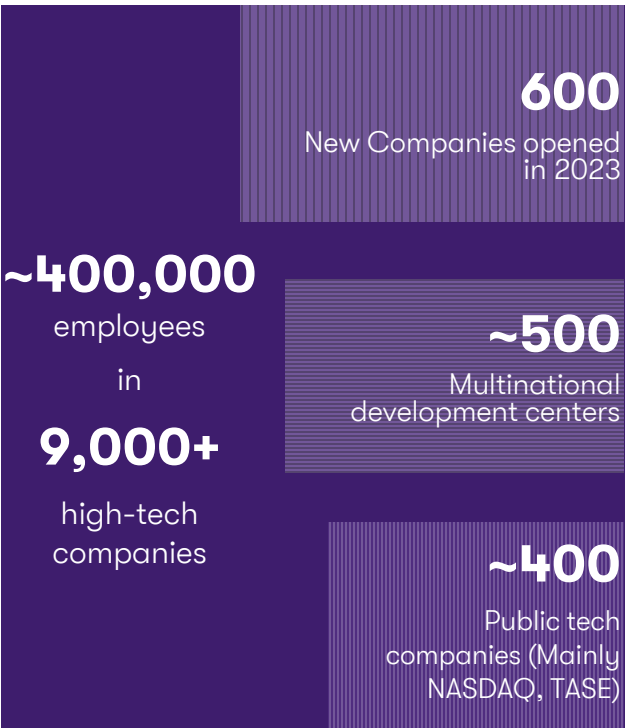 ~400,000
employees
in
9,000+
high-tech
companies
600
New Companies opened
in 2023
~500
Multinational
development centers
~400
Public tech
companies (Mainly
NASDAQ, TASE)